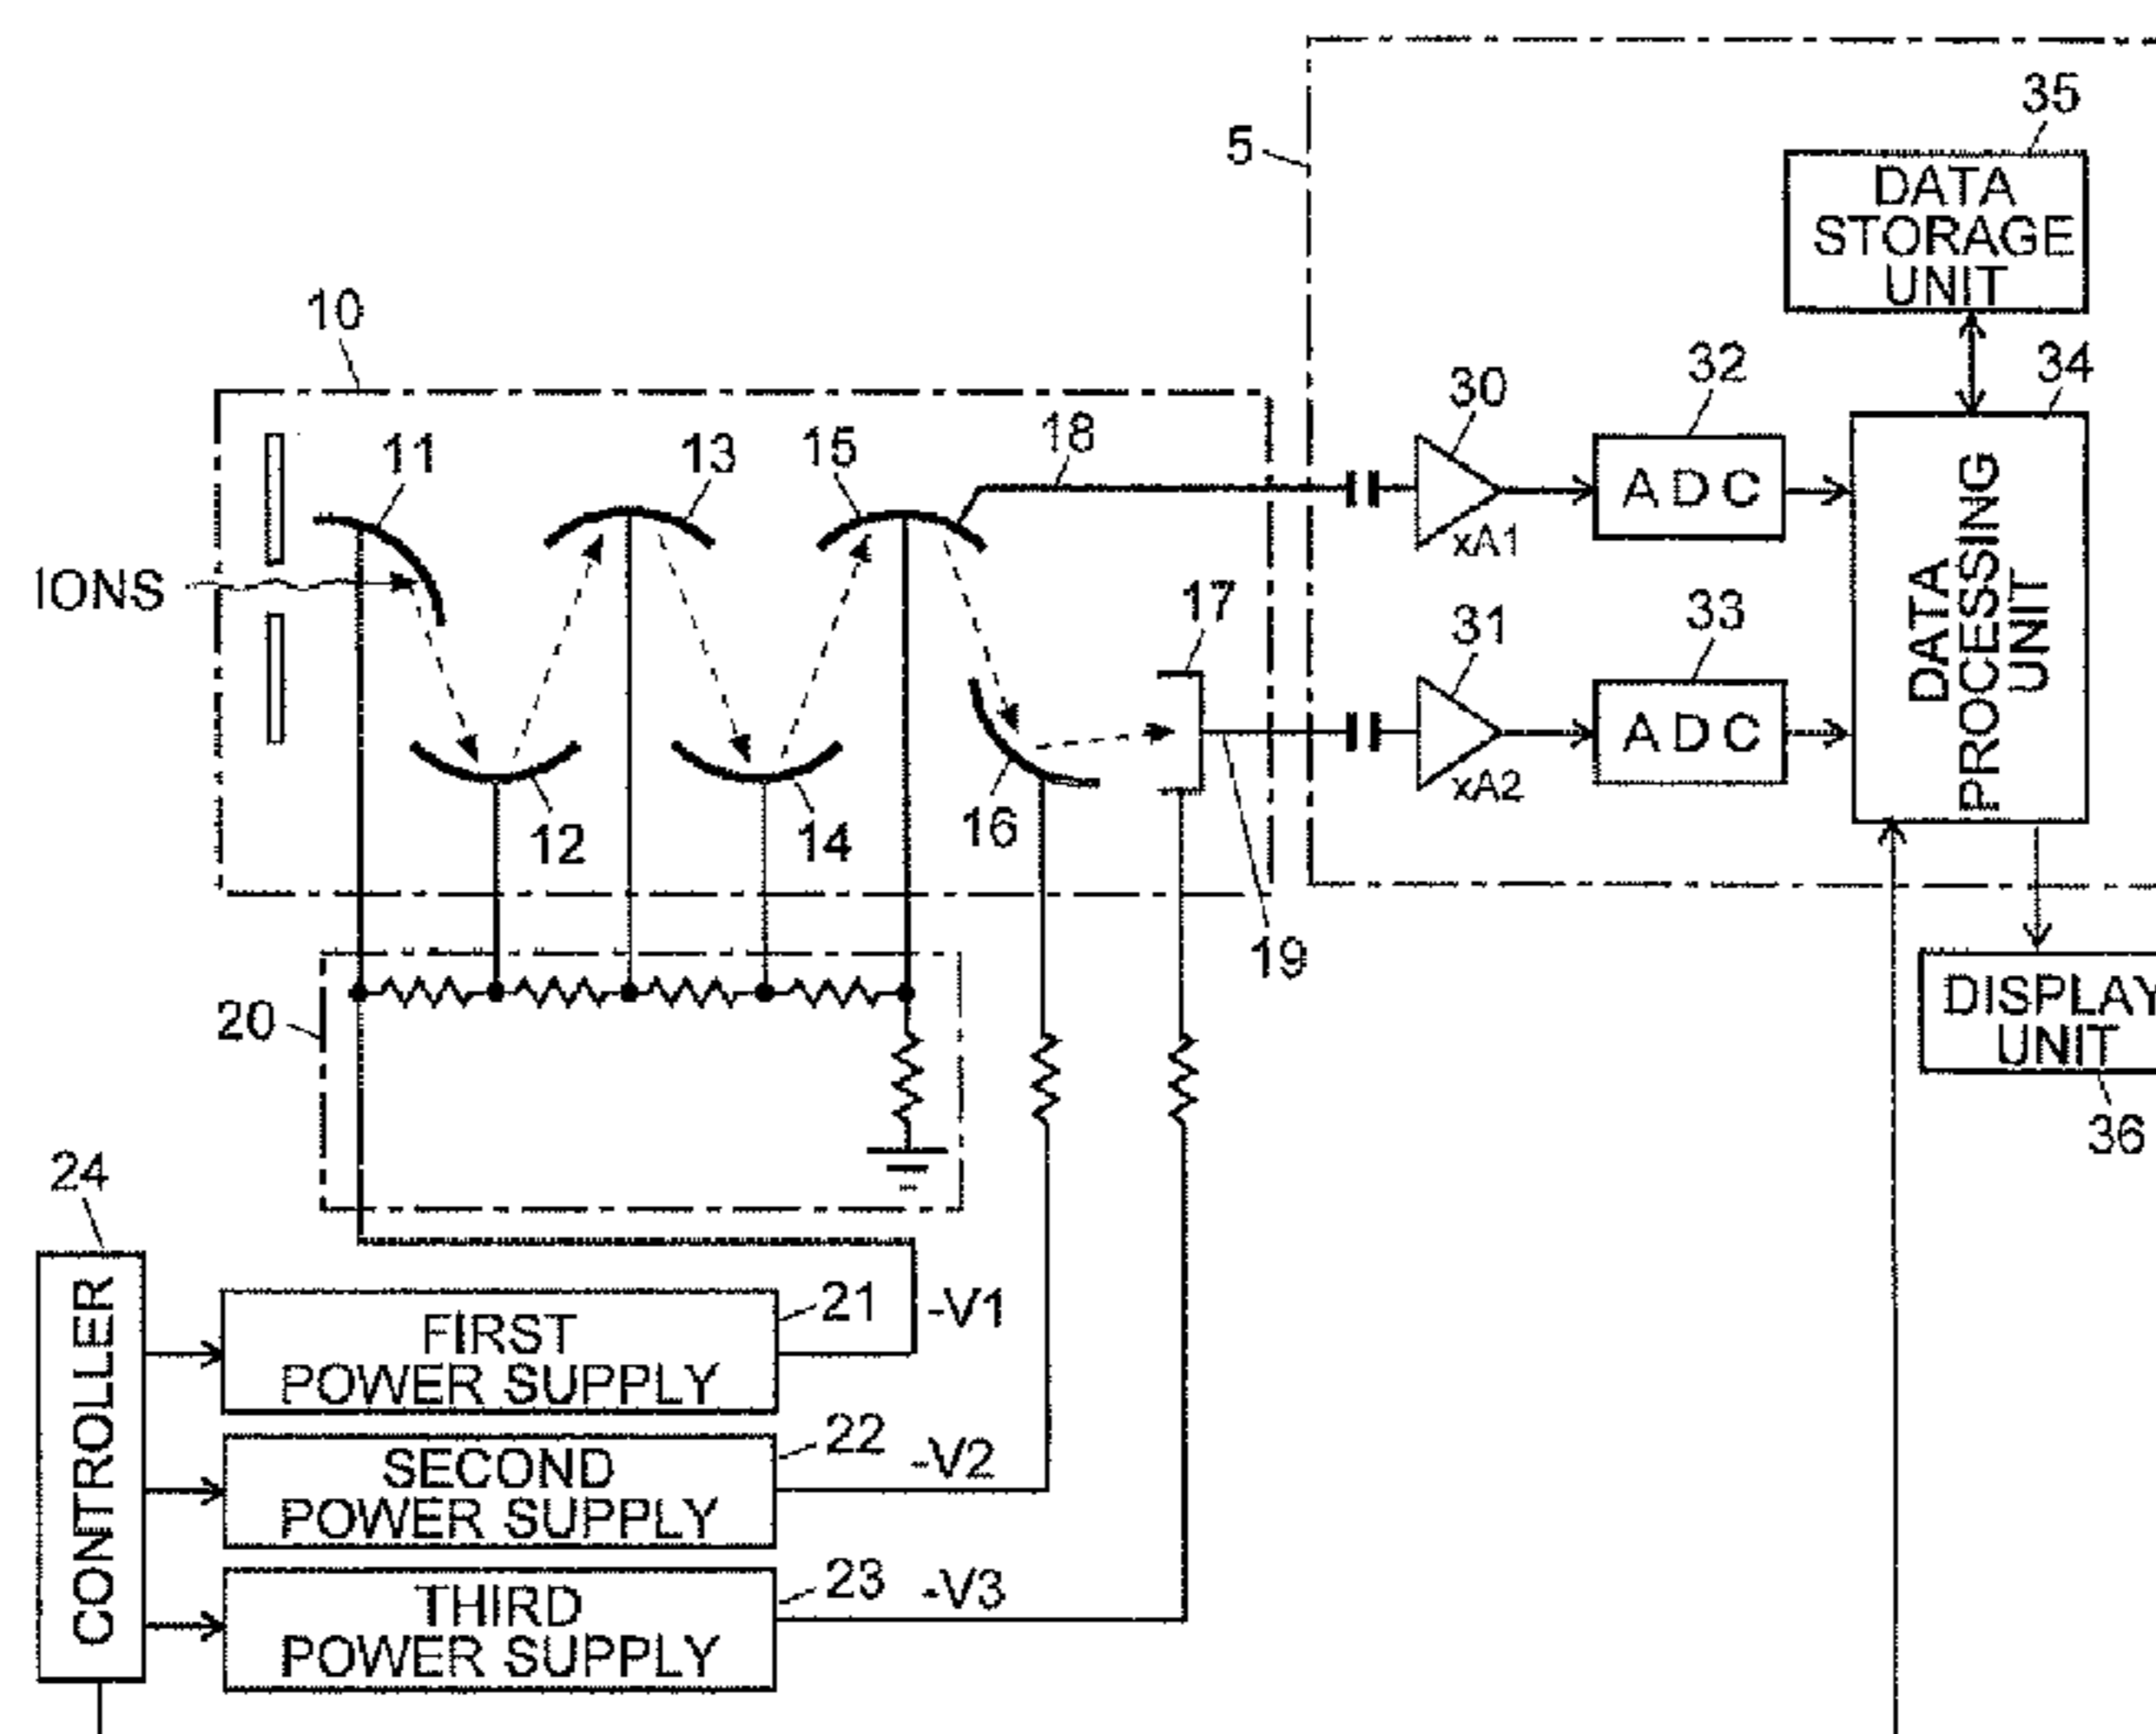 35
5
DATA
STORAGE
UNIT
10
30
32
34
11
13
15
18
ADC
xA1
IONS
17
31
33
DATA
PROCESSING
UNIT
ADC
xA2
12
14
16
19
20
DISPLAY
UNIT
36
24
CONTROLLER
21
-V1
FIRST
POWER SUPPLY
22
-V2
SECOND
POWER SUPPLY
23
-V3
THIRD
POWER SUPPLY